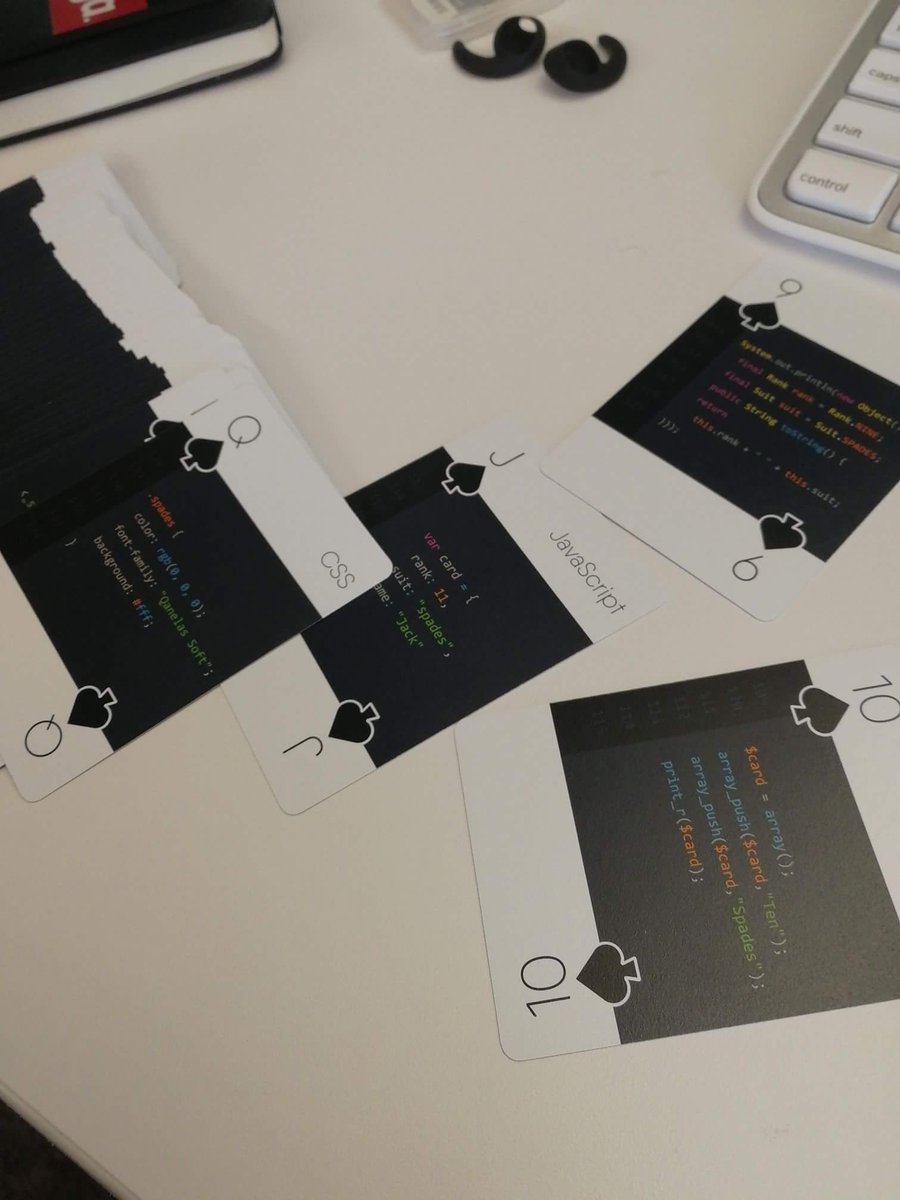 caps
shift
control
9
System.out.println(new Object(
final Rank rank = Rank.NINE;
final Suit suit = Suit.SPADES;
public String toString() {
return
this.rank + " " + this.suit;
}));
9
Q
CSS
.spades {
color: rgb(0, 0, 0);
font-family: "Qanelas Soft";
background: #fff;
}
Q
<.s
J
JavaScript
var card = {
rank: 11,
suit: "spades",
ame: "Jack"
J
10
$card = array();
array_push($card,"Ten");
array_push($card,"Spades");
print_r($card);
10